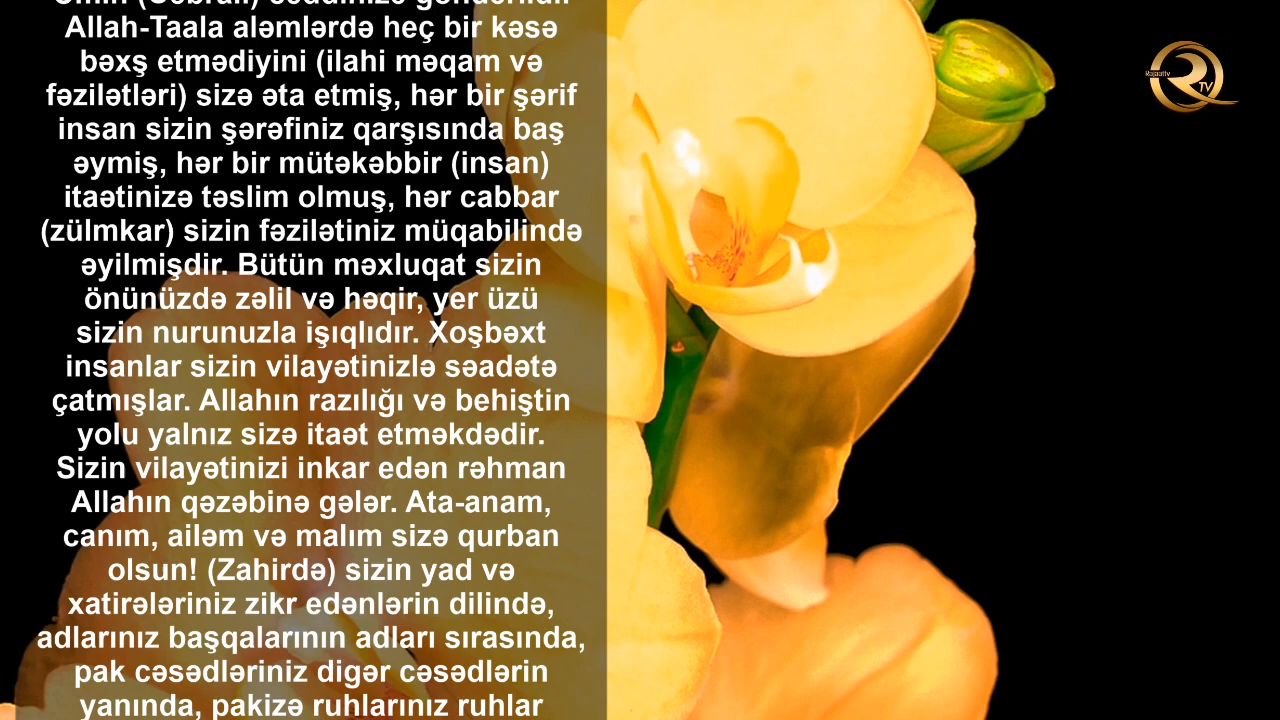 Allah-Taala aləmlərdə heç bir kəsə
bəxş etmədiyini (ilahi məqam və
fəzilətləri) sizə əta etmiş, hər bir şərif
insan sizin şərəfiniz qarşısında baş
əymiş, hər bir mütəkəbbir (insan)
itaətinizə təslim olmuş, hər cabbar
(zülmkar) sizin fəzilətiniz müqabilində
əyilmişdir. Bütün məxluqat sizin
önünüzdə zəlil və həqir, yer üzü
sizin nurunuzla işıqlıdır. Xoşbəxt
insanlar sizin vilayətinizlə səadətə
çatmışlar. Allahın razılığı və behiştin
yolu yalnız sizə itaət etməkdədir.
Sizin vilayətinizi inkar edən rəhman
Allahın qəzəbinə gələr. Ata-anam,
canım, ailəm və malım sizə qurban
olsun! (Zahirdə) sizin yad və
xatirələriniz zikr edənlərin dilində,
adlarınız başqalarının adları sırasında,
pak cəsədləriniz digər cəsədlərin
yanında, pakizə ruhlarınız ruhlar
R TV